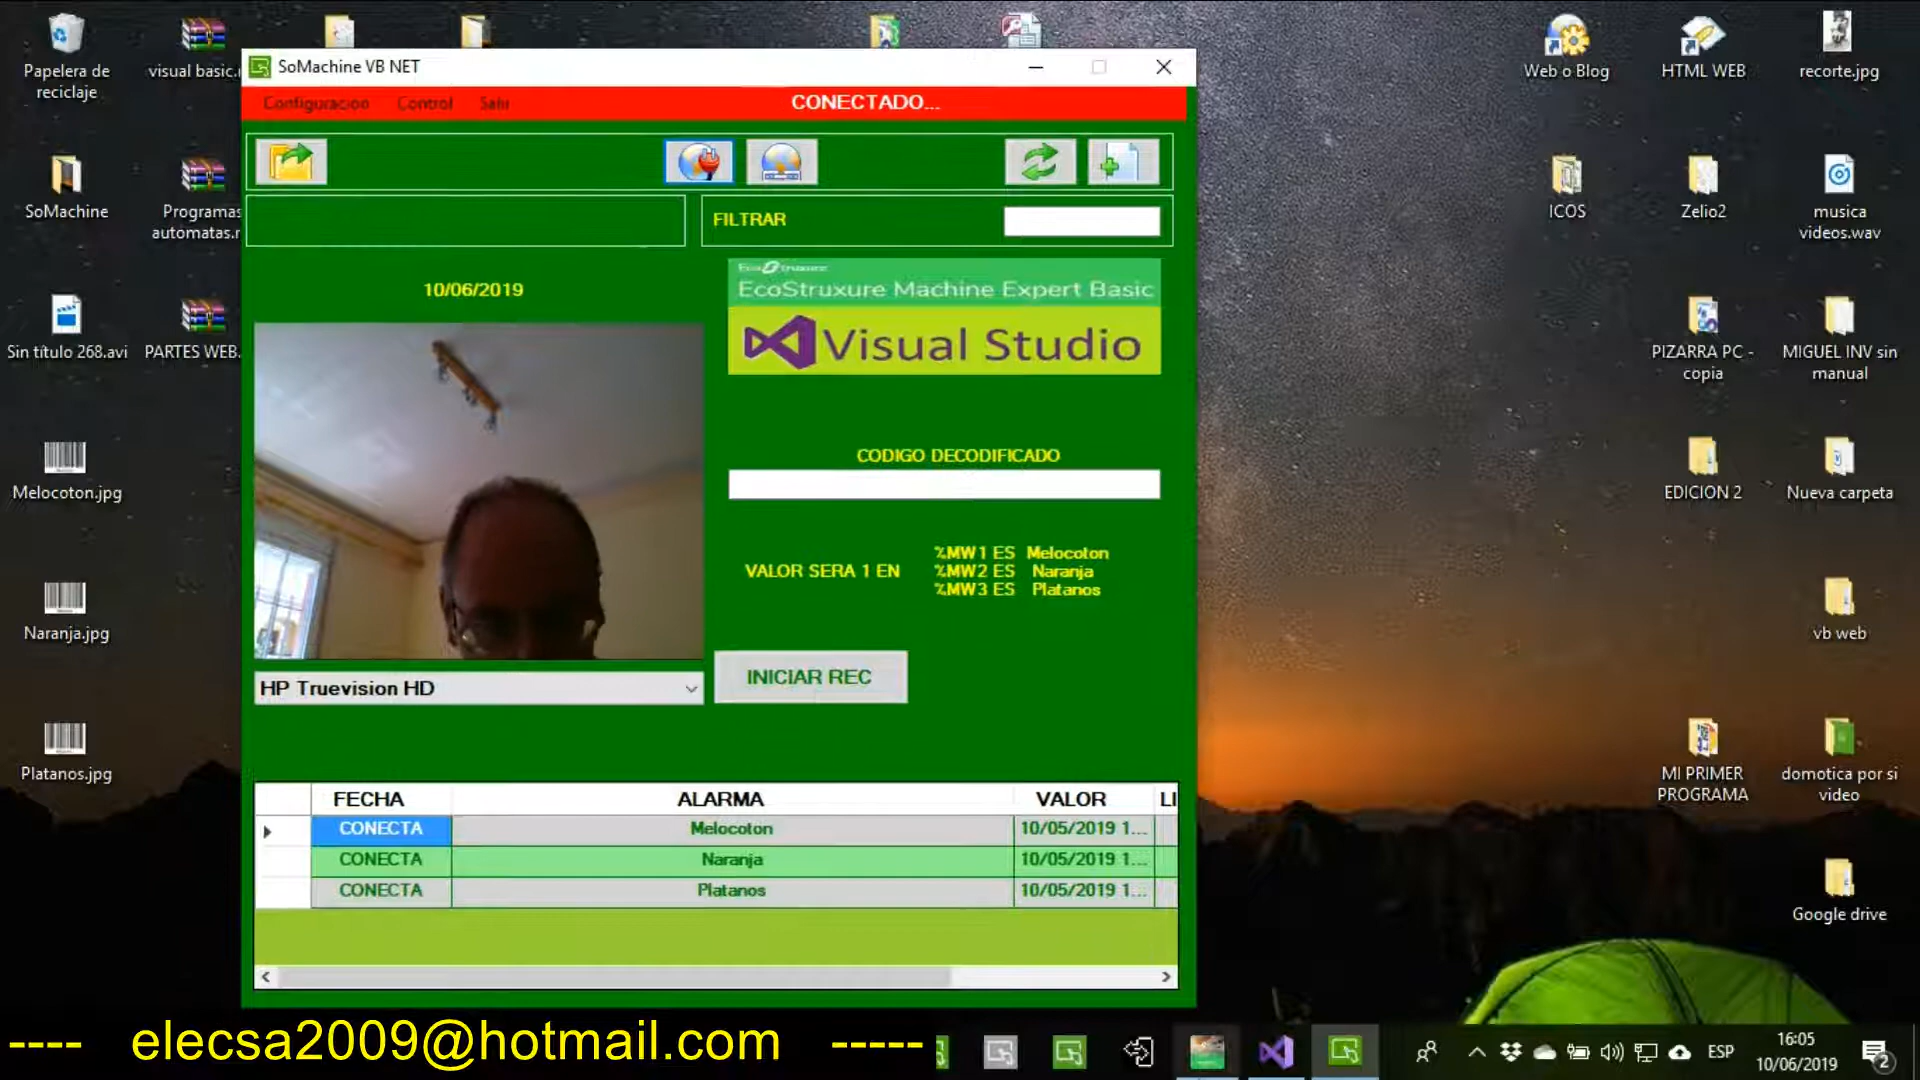 Papelera de
reciclaje
visual basic.r
SoMachine
Programas
automatas.r
Sin título 268.avi
PARTES WEB.
Melocoton.jpg
Naranja.jpg
Platanos.jpg
SoMachine VB NET
Configuracion Control Salir
CONECTADO...
FILTRAR
10/06/2019
EcoStruxure
EcoStruxure Machine Expert Basic
Visual Studio
CODIGO DECODIFICADO
VALOR SERA 1 EN
%MW1 ES Melocoton
%MW2 ES Naranja
%MW3 ES Platanos
HP Truevision HD
INICIAR REC
FECHA ALARMA VALOR LI
CONECTA Melocoton 10/05/2019 1...
CONECTA Naranja 10/05/2019 1...
CONECTA Platanos 10/05/2019 1...
Web o Blog
HTML WEB
recorte.jpg
ICOS
Zelio2
musica
videos.wav
PIZARRA PC -
copia
MIGUEL INV sin
manual
EDICION 2
Nueva carpeta
vb web
MI PRIMER
PROGRAMA
domotica por si
video
Google drive
---- elecsa2009@hotmail.com -----
ESP
16:05
10/06/2019
2